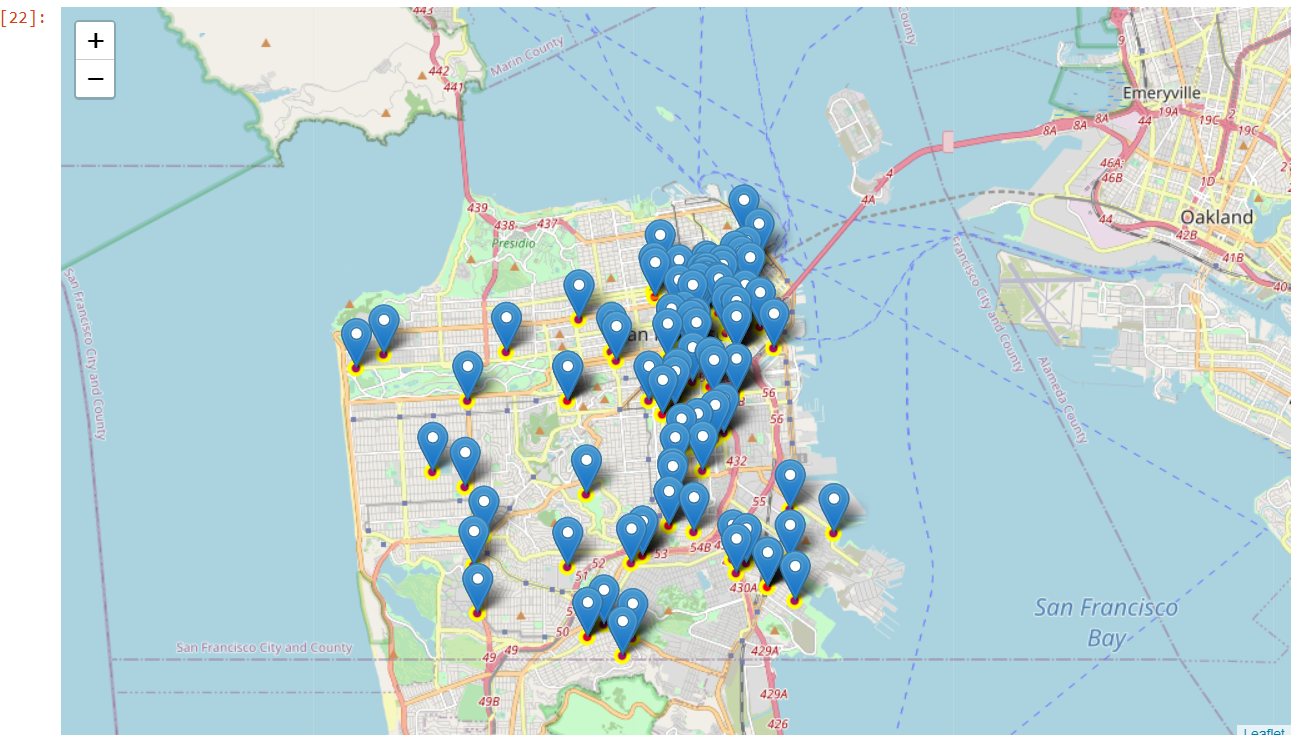 [22]:
443
+
−
442
441
Marin County
County
9
Emeryville
19A
19C
2
19C
44
8A
8A
8A
46A;
46B
1D
4
4A
44
Oakland
42B
41B
40
439
438
437
Presidio
San Francisco City and County
Francisco City and County
Alameda County
56
56
432
55
54B
53
52
51
430A
50
49
49
San Francisco City and County
429A
49B
429A
426
San Francisco
Bay
Leaflet